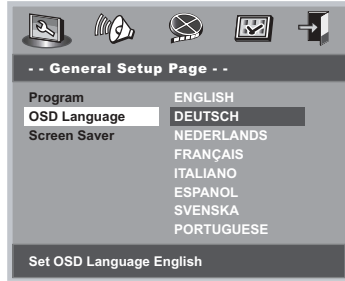 - - General Setup Page - -
Program
OSD Language
Screen Saver
ENGLISH
DEUTSCH
NEDERLANDS
FRANÇAIS
ITALIANO
ESPANOL
SVENSKA
PORTUGUESE
Set OSD Language English